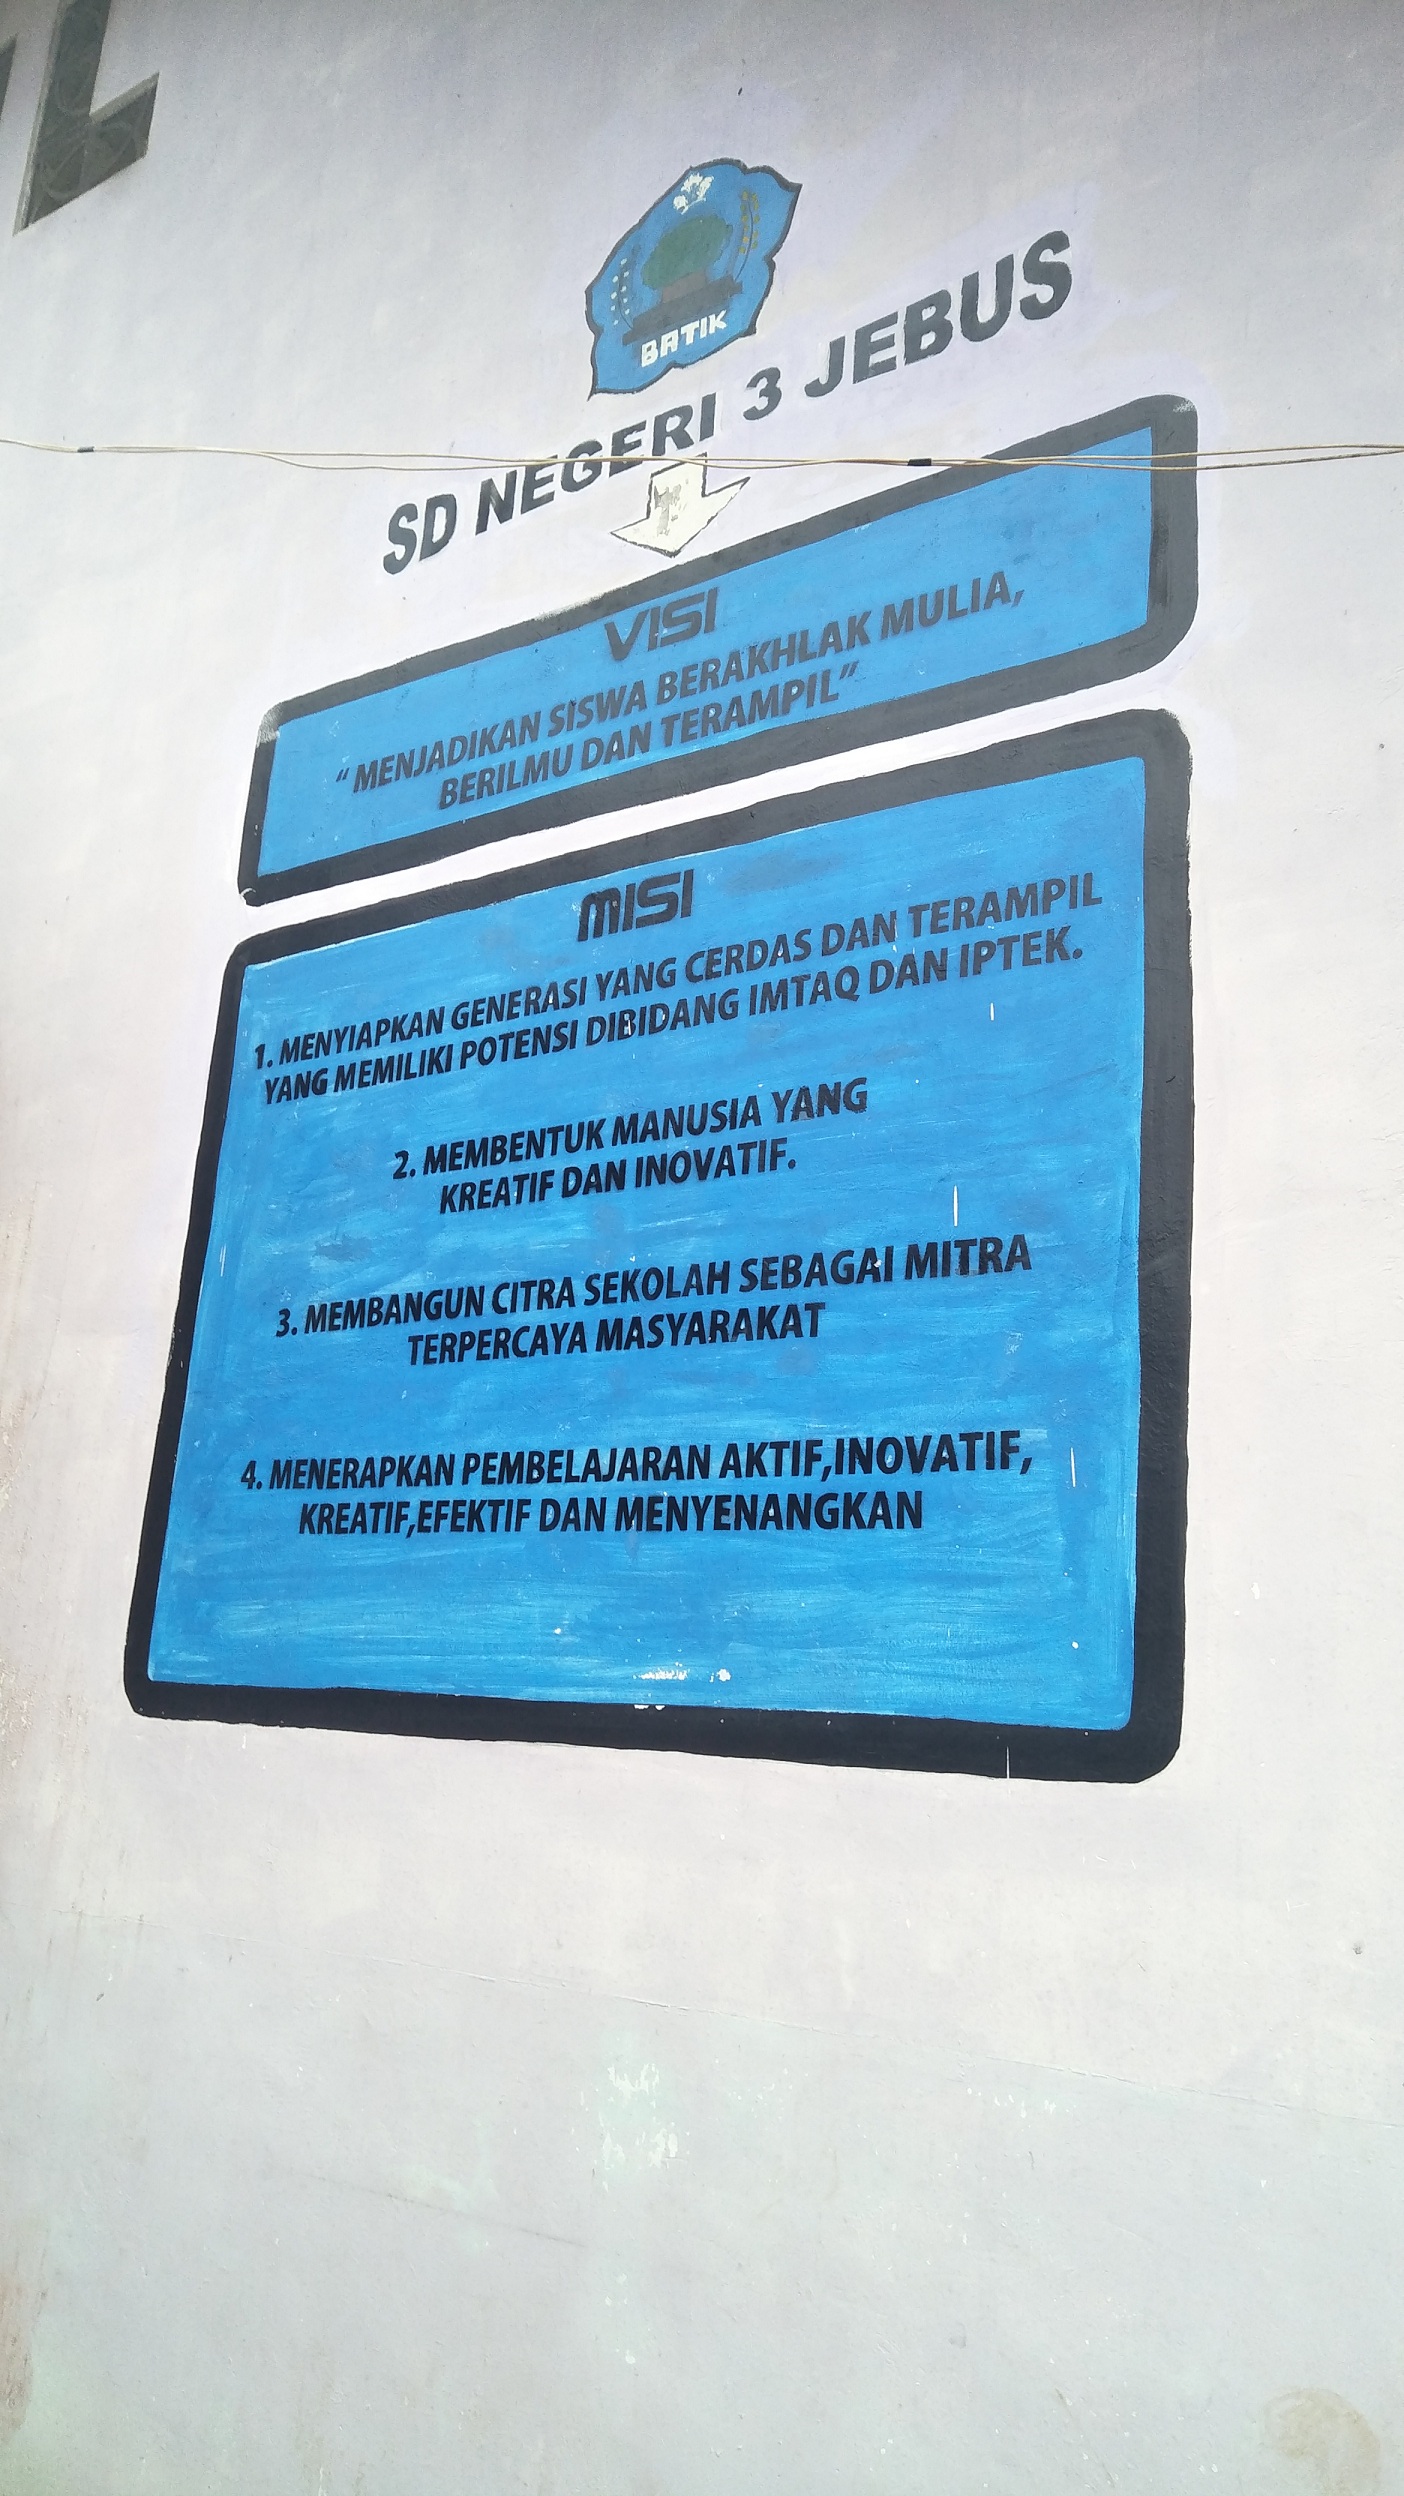 BATIK
SD NEGERI 3 JEBUS
VISI
“MENJADIKAN SISWA BERAKHLAK MULIA,
BERILMU DAN TERAMPIL”
MISI
1. MENYIAPKAN GENERASI YANG CERDAS DAN TERAMPIL
YANG MEMILIKI POTENSI DIBIDANG IMTAQ DAN IPTEK.
2. MEMBENTUK MANUSIA YANG
KREATIF DAN INOVATIF.
3. MEMBANGUN CITRA SEKOLAH SEBAGAI MITRA
TERPERCAYA MASYARAKAT
4. MENERAPKAN PEMBELAJARAN AKTIF,INOVATIF,
KREATIF,EFEKTIF DAN MENYENANGKAN